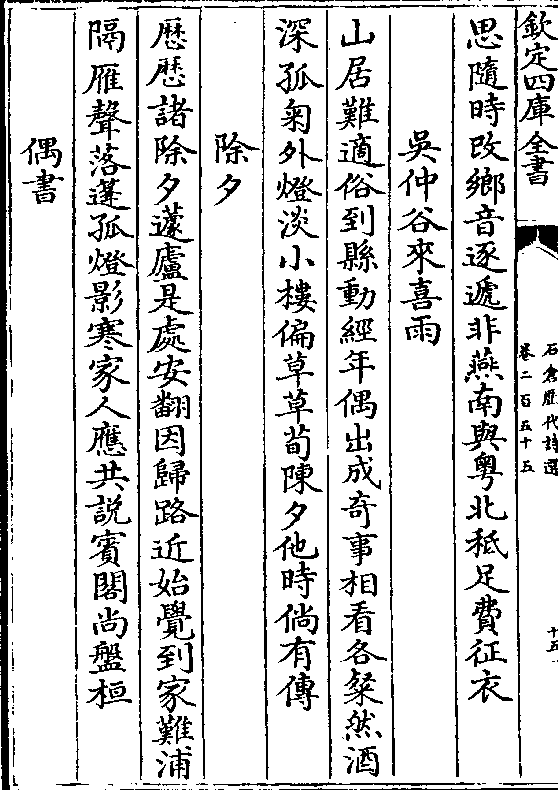 欽定四庫全書
石倉歷代詩選
卷二百五十五
十五
思隨時改鄉音逐遞非燕南與粤北秪足費征衣
吳仲谷來喜雨
山居難適俗到縣動經年偶出成奇事相看各粲然酒
深孤菊外燈淡小樓偏草草荀陳夕他時倘有傳
除夕
歷歷諸除夕蘧廬是處安翻因歸路近始覺到家難浦
隔雁聲落蓬孤燈影寒家人應共説賓閣尚盤桓
偶書